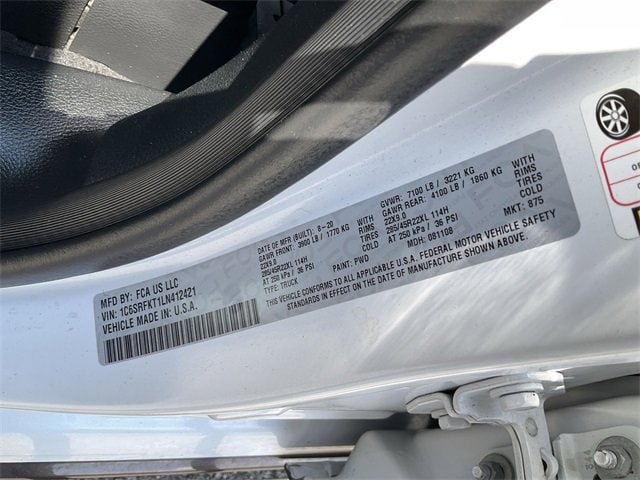 MFD BY: FCA US LLC
VIN: 1C6SRFKT1LN412421
VEHICLE MADE IN: U.S.A.
DATE OF MFR (BUILT): 8-20 GVWR: 7100 LB / 3221 KG
GAWR FRONT: 3900 LB / 1770 KG WITH GAWR REAR: 4100 LB / 1860 KG WITH
22X9.0 RIMS 22X9.0 RIMS
285/45R22XL 114H TIRES 285/45R22XL 114H TIRES
AT 250 kPa / 36 PSI COLD AT 250 kPa / 36 PSI COLD
TYPE: TRUCK PAINT: PWD MDH: 081108 MKT: 875
THIS VEHICLE CONFORMS TO ALL APPLICABLE U.S.A. FEDERAL MOTOR VEHICLE SAFETY
STANDARDS IN EFFECT ON THE DATE OF MANUFACTURE SHOWN ABOVE.